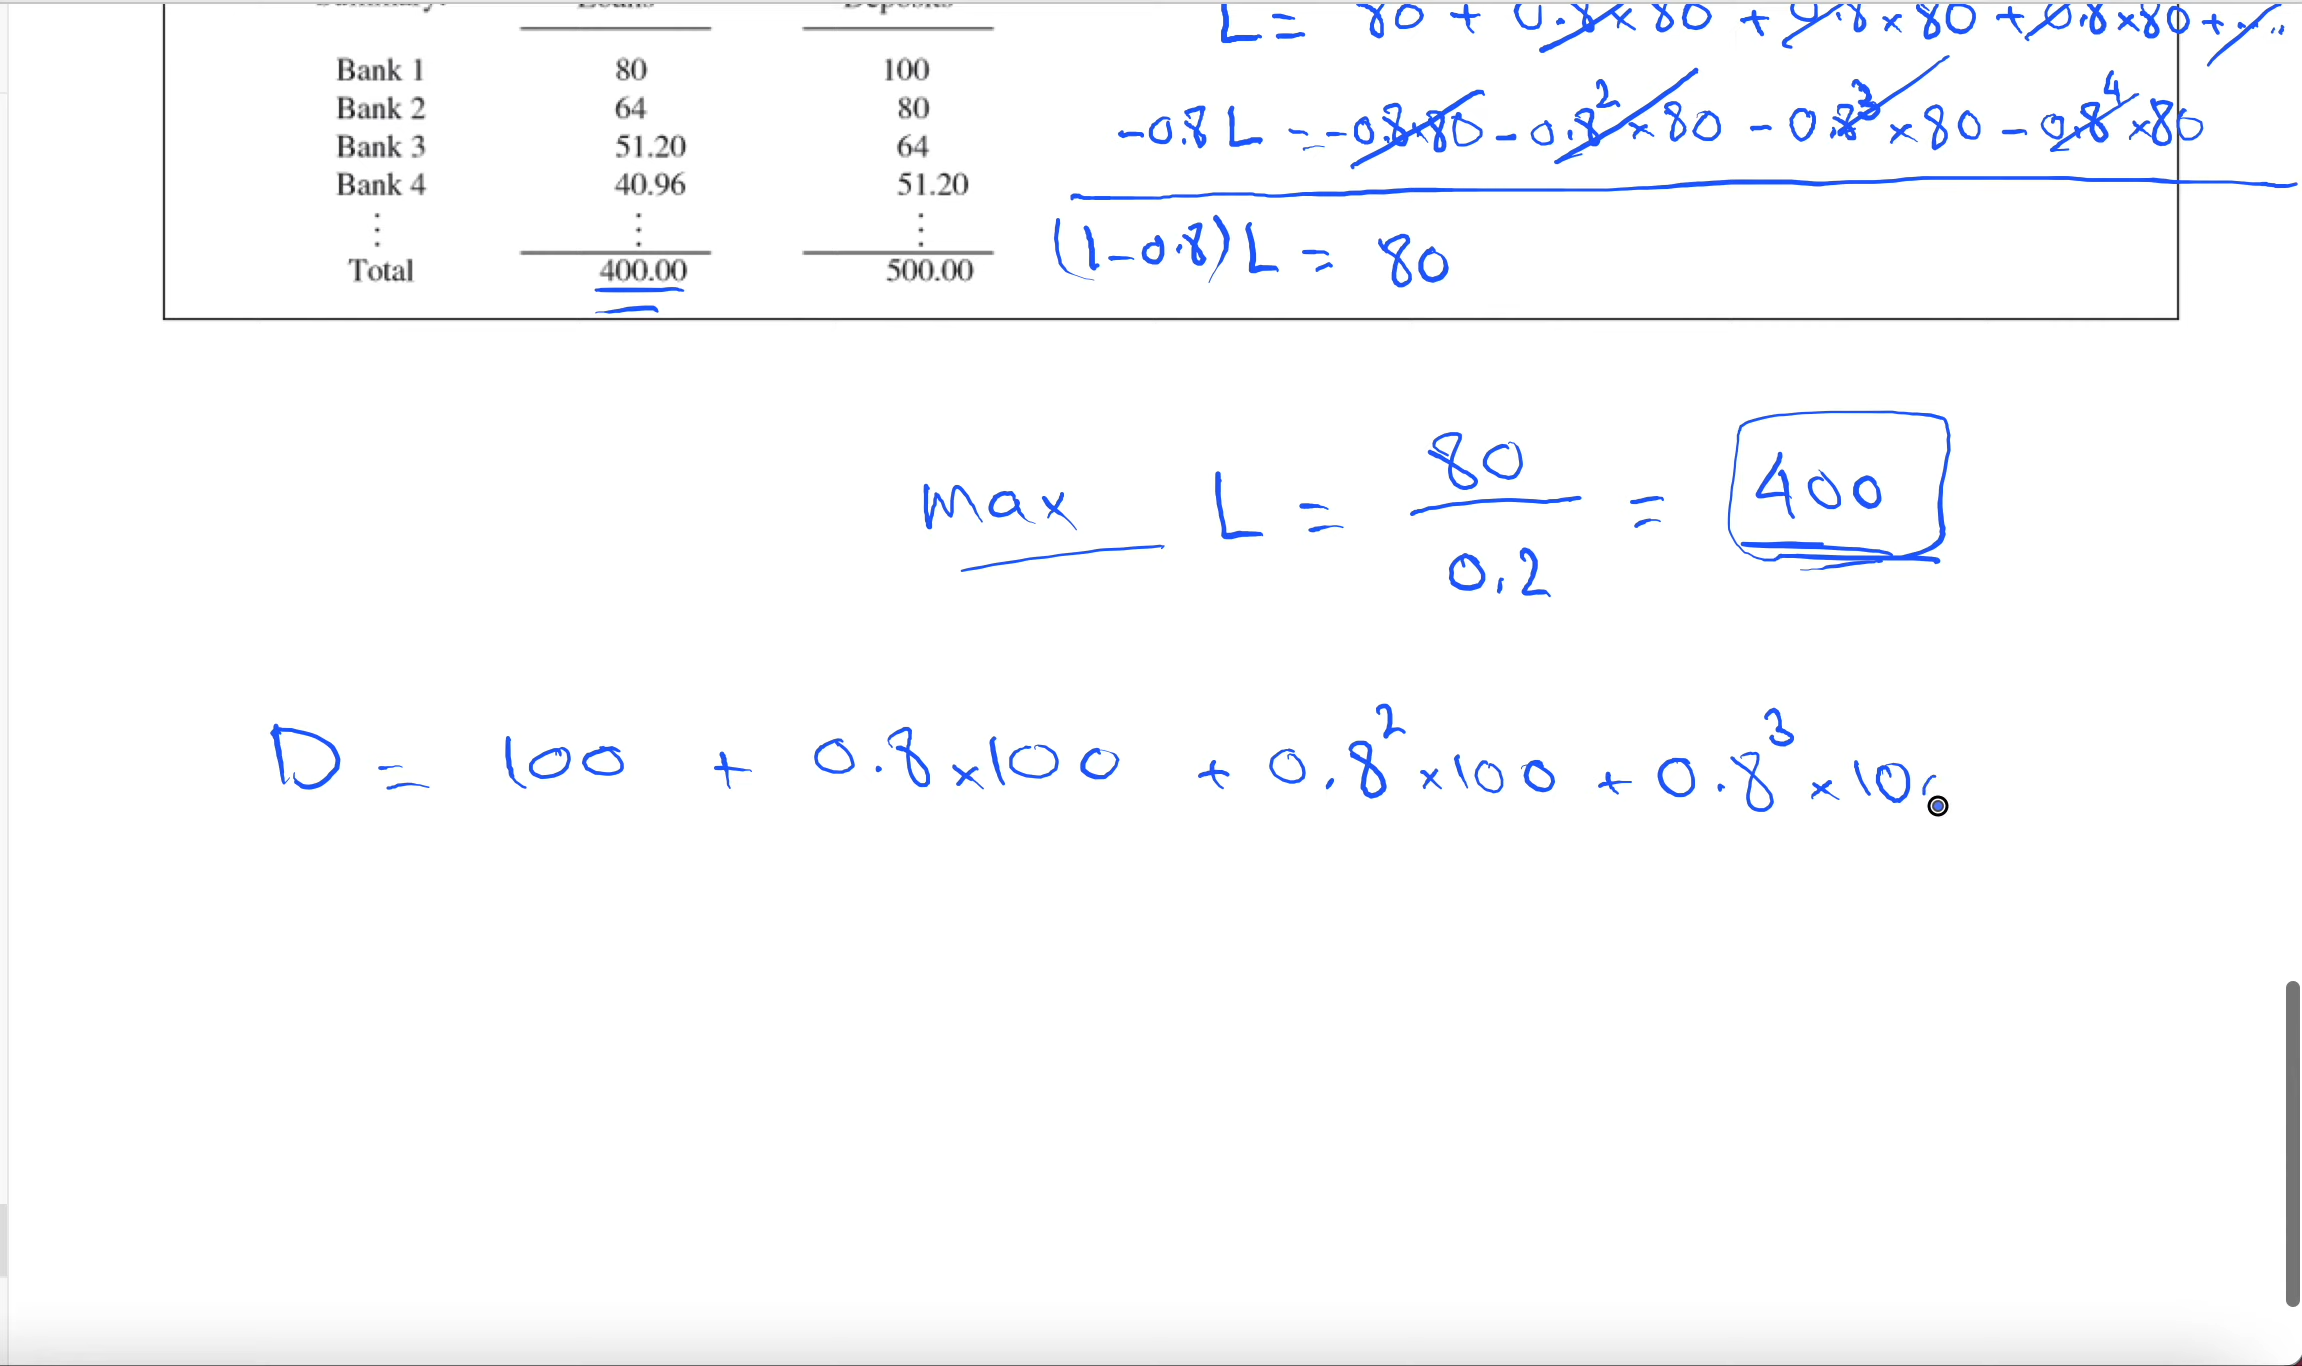 Summary: Loans Deposits
L = 80 + 0.8 × 80 + 0.8 × 80 + 0.8 × 80 + ...
Bank 1 80 100
Bank 2 64 80
-0.8 L = -0.8×80 - 0.8² × 80 - 0.8³ × 80 - 0.8⁴ × 80
Bank 3 51.20 64
Bank 4 40.96 51.20
⋮ ⋮ ⋮
Total 400.00 500.00
(1-0.8) L = 80
max L = 80 / 0.2 = 400
D = 100 + 0.8 × 100 + 0.8² × 100 + 0.8³ × 10